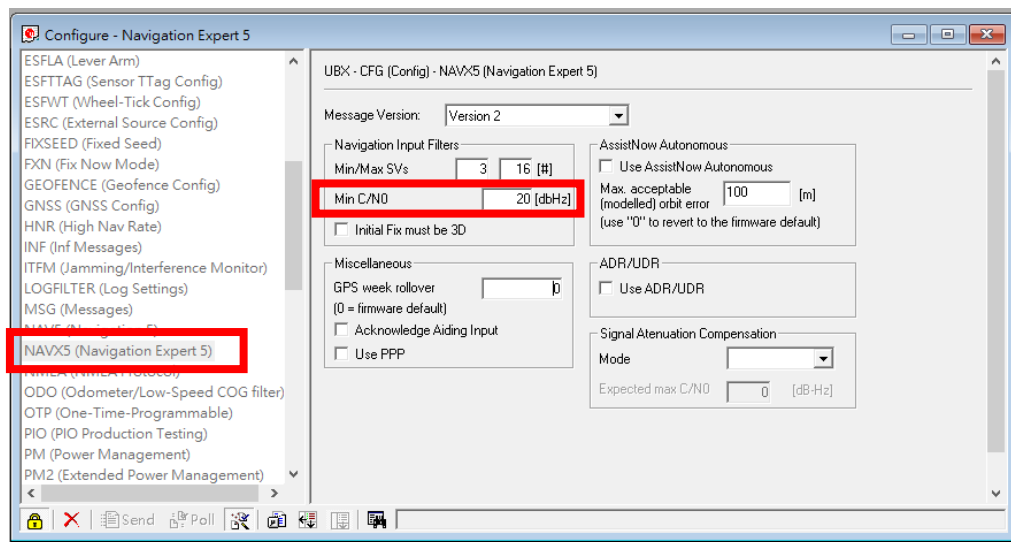 Configure - Navigation Expert 5
ESFLA (Lever Arm)
ESFTTAG (Sensor TTag Config)
ESFWT (Wheel-Tick Config)
ESRC (External Source Config)
FIXSEED (Fixed Seed)
FXN (Fix Now Mode)
GEOFENCE (Geofence Config)
GNSS (GNSS Config)
HNR (High Nav Rate)
INF (Inf Messages)
ITFM (Jamming/Interference Monitor)
LOGFILTER (Log Settings)
MSG (Messages)
NAV5 (Navigation 5)
NAVX5 (Navigation Expert 5)
NMEA (NMEA Protocol)
ODO (Odometer/Low-Speed COG filter)
OTP (One-Time-Programmable)
PIO (PIO Production Testing)
PM (Power Management)
PM2 (Extended Power Management)
UBX - CFG (Config) - NAVX5 (Navigation Expert 5)
Message Version: Version 2
Navigation Input Filters
Min/Max SVs 3 16 [#]
Min C/N0 20 [dbHz]
Initial Fix must be 3D
Miscellaneous
GPS week rollover 0
(0 = firmware default)
Acknowledge Aiding Input
Use PPP
AssistNow Autonomous
Use AssistNow Autonomous
Max. acceptable
(modelled) orbit error 100 [m]
(use "0" to revert to the firmware default)
ADR/UDR
Use ADR/UDR
Signal Atenuation Compensation
Mode
Expected max C/N0 0 [dB-Hz]
Send Poll